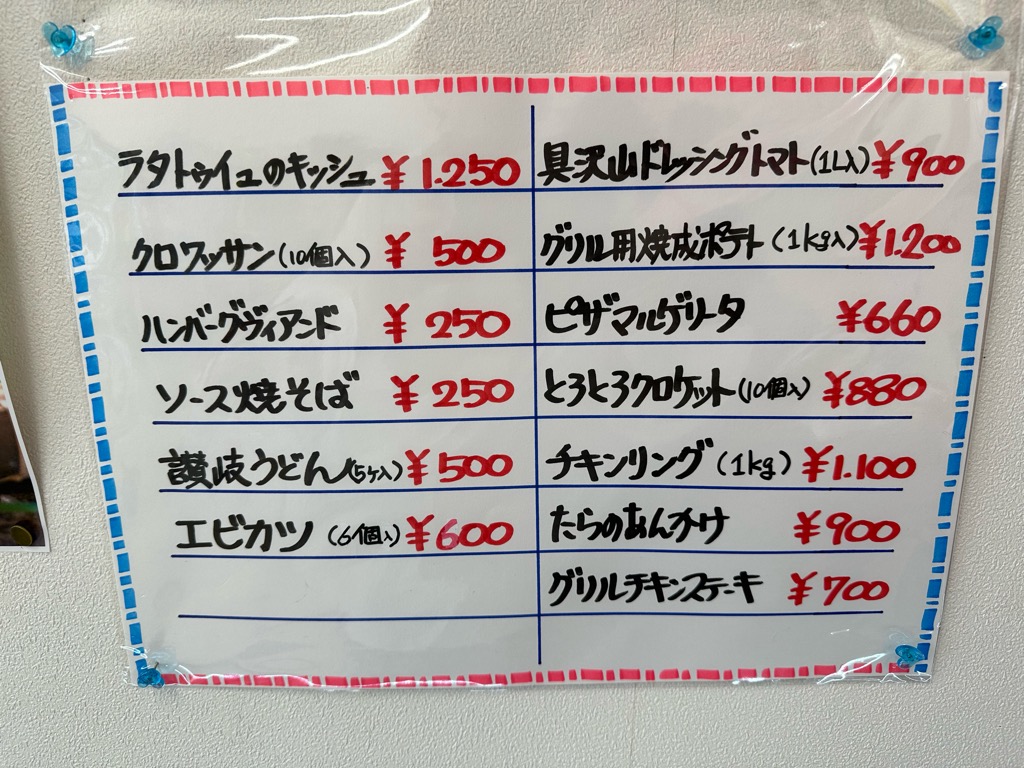 ラタトゥイユのキッシュ ¥1.250
クロワッサン(10個入) ¥500
ハンバーグヴィアンド ¥250
ソース焼そば ¥250
讃岐うどん(5ケ入) ¥500
エビカツ(6個入) ¥600
具沢山ドレッシングトマト(1L入) ¥900
グリル用焼成ポテト(1kg入) ¥1.200
ピザマルゲリータ ¥660
とろとろクロケット(10個入) ¥880
チキンリング(1kg) ¥1.100
たらのあんかけ ¥900
グリルチキンステーキ ¥700